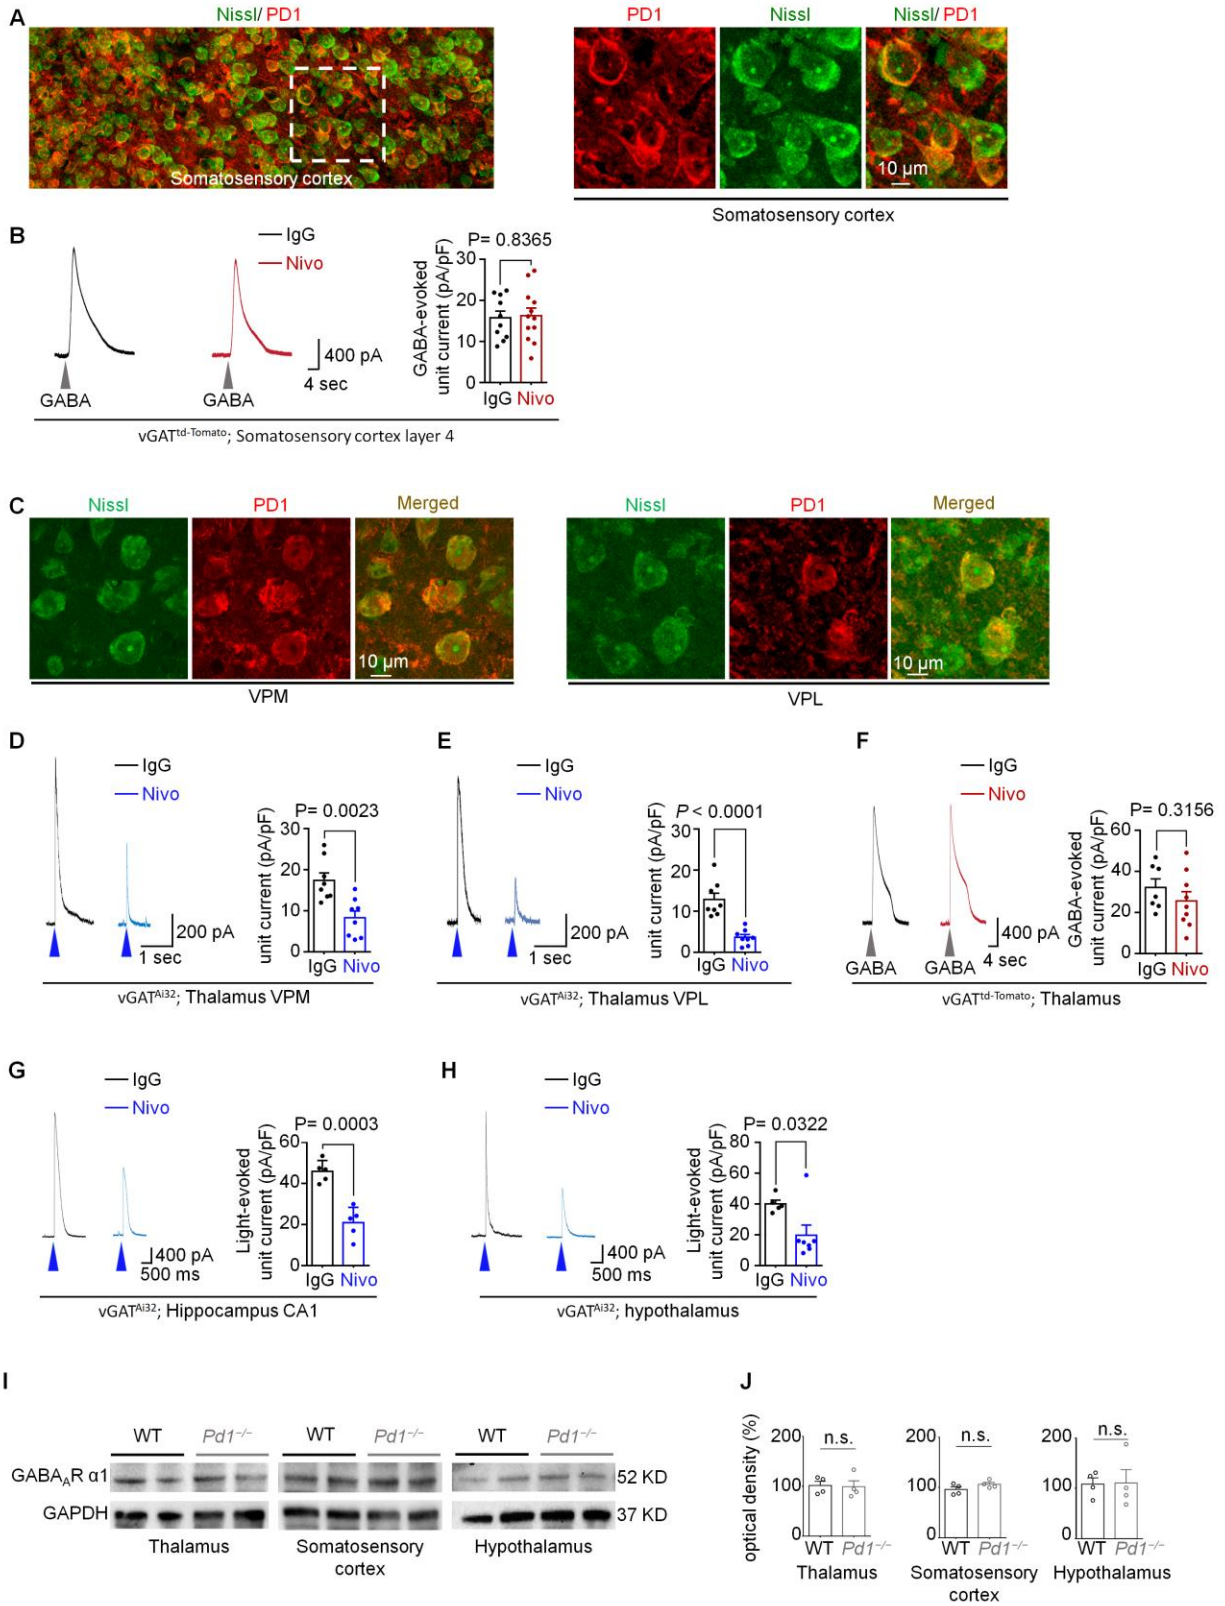 A
Nissl/ PD1
PD1
Nissl
Nissl/ PD1
Somatosensory cortex
10 µm
Somatosensory cortex
B
IgG
Nivo
400 pA
4 sec
GABA
GABA
P= 0.8365
GABA-evoked
unit current (pA/pF)
30
20
10
0
IgG Nivo
vGATtd-Tomato; Somatosensory cortex layer 4
C
Nissl
PD1
Merged
Nissl
PD1
Merged
10 µm
10 µm
VPM
VPL
D
IgG
Nivo
200 pA
1 sec
P= 0.0023
unit current (pA/pF)
30
20
10
0
IgG Nivo
vGATAi32; Thalamus VPM
E
IgG
Nivo
200 pA
1 sec
P < 0.0001
unit current (pA/pF)
30
20
10
0
IgG Nivo
vGATAi32; Thalamus VPL
F
IgG
Nivo
400 pA
4 sec
GABA
GABA
P= 0.3156
GABA-evoked
unit current (pA/pF)
60
40
20
0
IgG Nivo
vGATtd-Tomato; Thalamus
G
IgG
Nivo
400 pA
500 ms
P= 0.0003
Light-evoked
unit current (pA/pF)
60
40
20
0
IgG Nivo
vGATAi32; Hippocampus CA1
H
IgG
Nivo
400 pA
500 ms
P= 0.0322
Light-evoked
unit current (pA/pF)
80
60
40
20
0
IgG Nivo
vGATAi32; hypothalamus
I
WT Pd1−/− WT Pd1−/− WT Pd1−/−
GABAAR α1
52 KD
GAPDH
37 KD
Thalamus
Somatosensory
cortex
Hypothalamus
J
optical density (%)
200
100
0
n.s.
WT Pd1−/−
Thalamus
200
100
0
n.s.
WT Pd1−/−
Somatosensory
cortex
200
100
0
n.s.
WT Pd1−/−
Hypothalamus